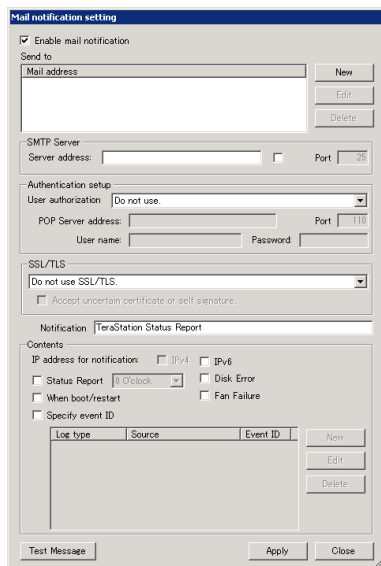 Mail notification setting
Enable mail notification
Send to
Mail address
New
Edit
Delete
SMTP Server
Server address: Port 25
Authentication setup
User authorization Do not use.
POP Server address: Port 110
User name: Password:
SSL/TLS
Do not use SSL/TLS.
Accept uncertain certificate or self signature.
Notification TeraStation Status Report
Contents
IP address for notification: IPv4 IPv6
Status Report 0 O'clock Disk Error
When boot/restart Fan Failure
Specify event ID
Log type Source Event ID
New
Edit
Delete
Test Message Apply Close